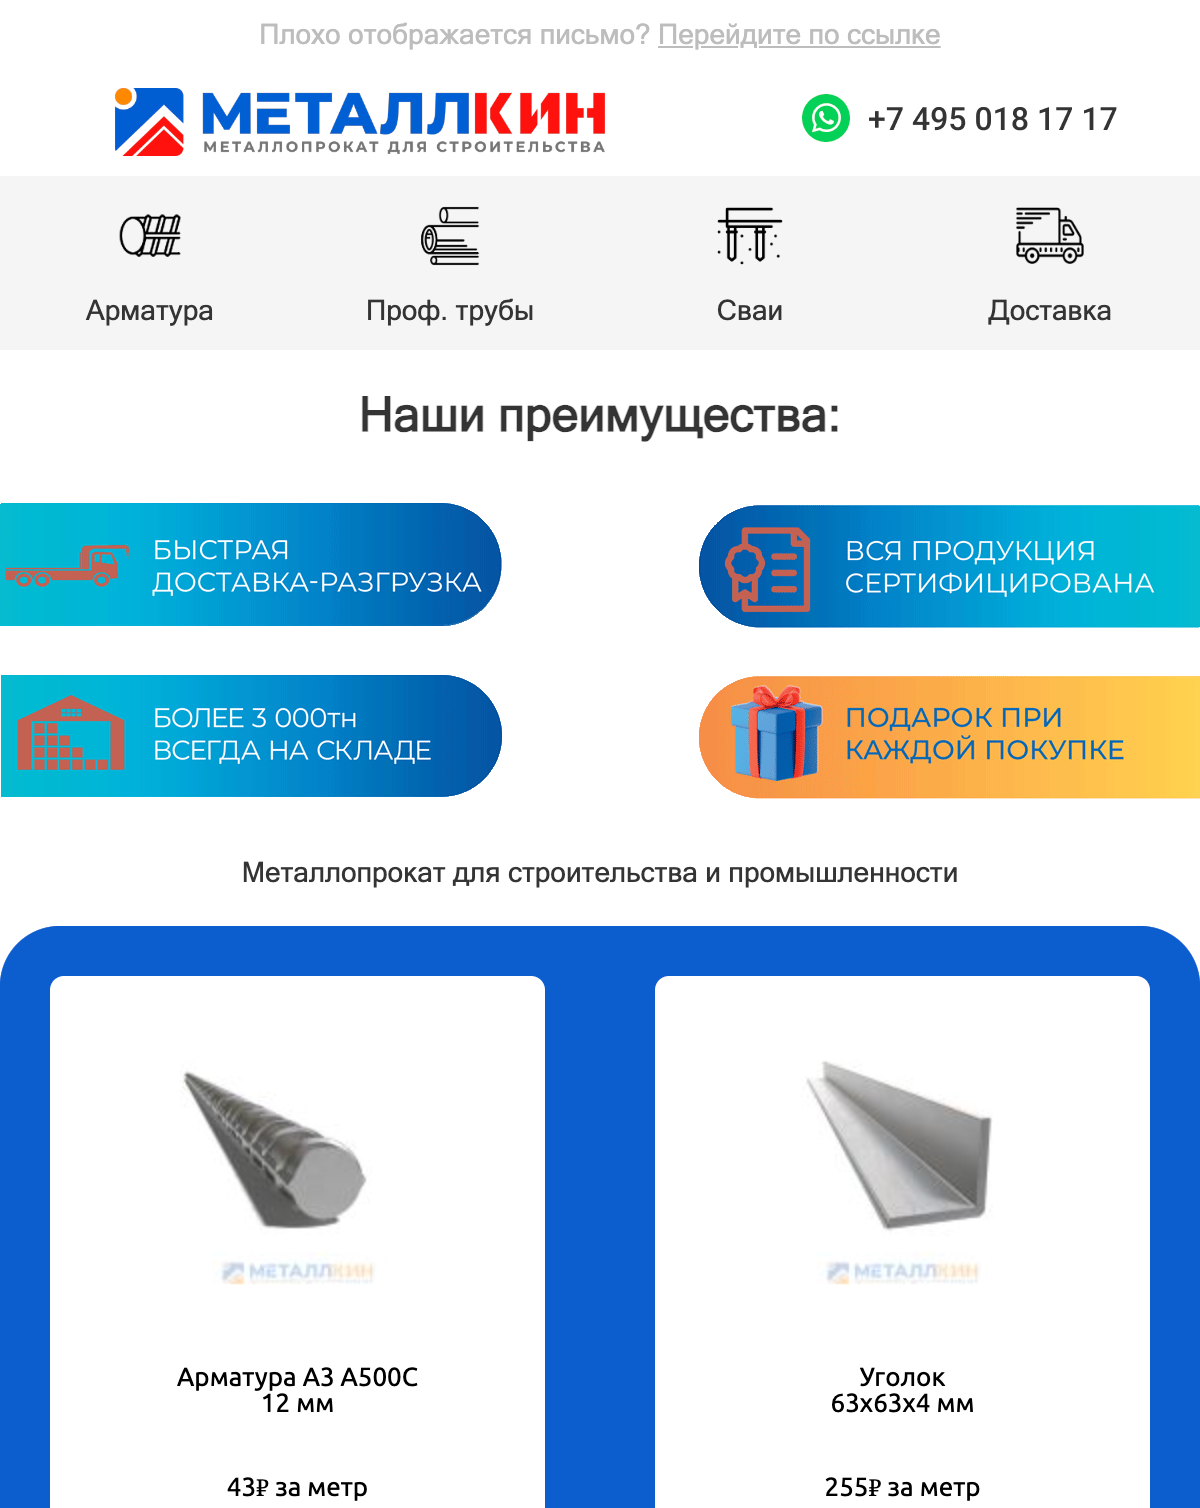 Плохо отображается письмо? Перейдите по ссылке
МЕТАЛЛКИН
МЕТАЛЛОПРОКАТ ДЛЯ СТРОИТЕЛЬСТВА
+7 495 018 17 17
Арматура
Проф. трубы
Сваи
Доставка
Наши преимущества:
БЫСТРАЯ
ДОСТАВКА-РАЗГРУЗКА
ВСЯ ПРОДУКЦИЯ
СЕРТИФИЦИРОВАНА
БОЛЕЕ 3 000тн
ВСЕГДА НА СКЛАДЕ
ПОДАРОК ПРИ
КАЖДОЙ ПОКУПКЕ
Металлопрокат для строительства и промышленности
МЕТАЛЛКИН
Арматура А3 А500С
12 мм
43₽ за метр
МЕТАЛЛКИН
Уголок
63х63х4 мм
255₽ за метр